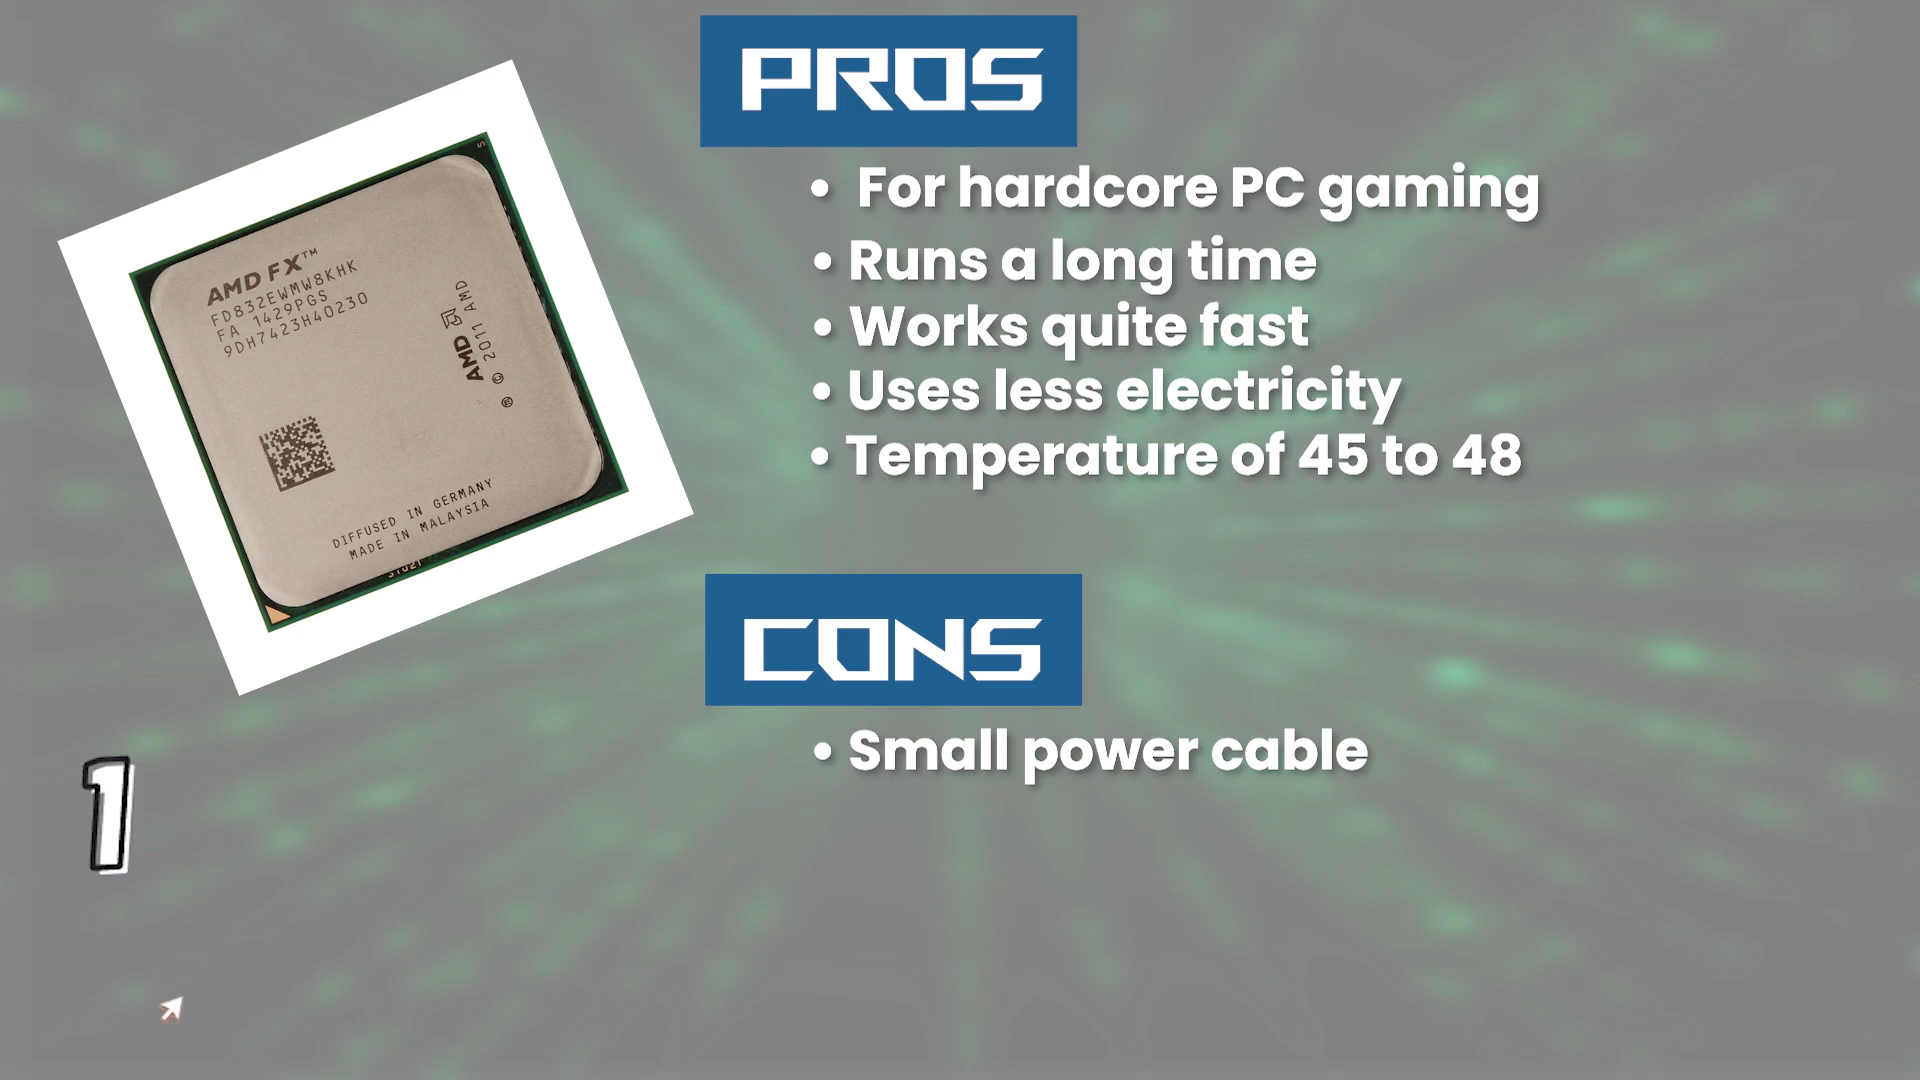 PROS
• For hardcore PC gaming
• Runs a long time
• Works quite fast
• Uses less electricity
• Temperature of 45 to 48
AMD FX™
FD832EWMW8KHK
FA 1429PGS
9DH7423H40230
AMD
© 2011 AMD
DIFFUSED IN GERMANY
MADE IN MALAYSIA
CONS
• Small power cable
1